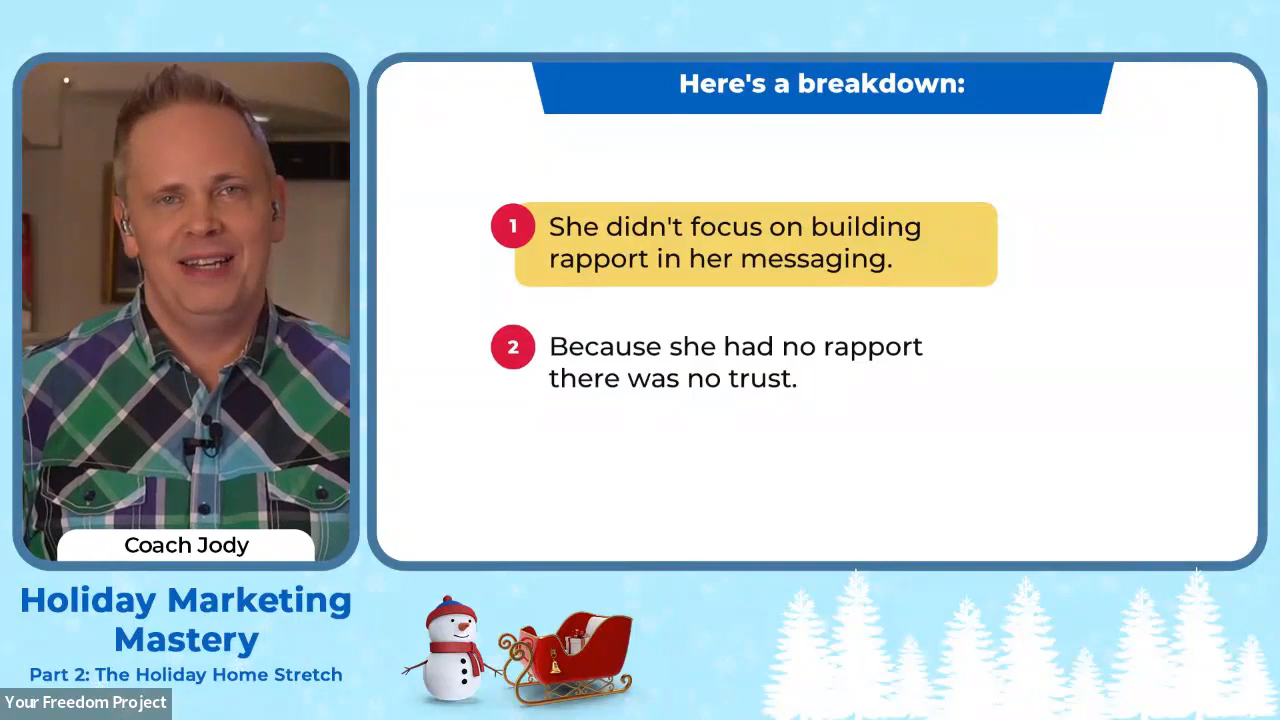 Here's a breakdown:
1
She didn't focus on building
rapport in her messaging.
2
Because she had no rapport
there was no trust.
Coach Jody
Holiday Marketing
Mastery
Part 2: The Holiday Home Stretch
Your Freedom Project